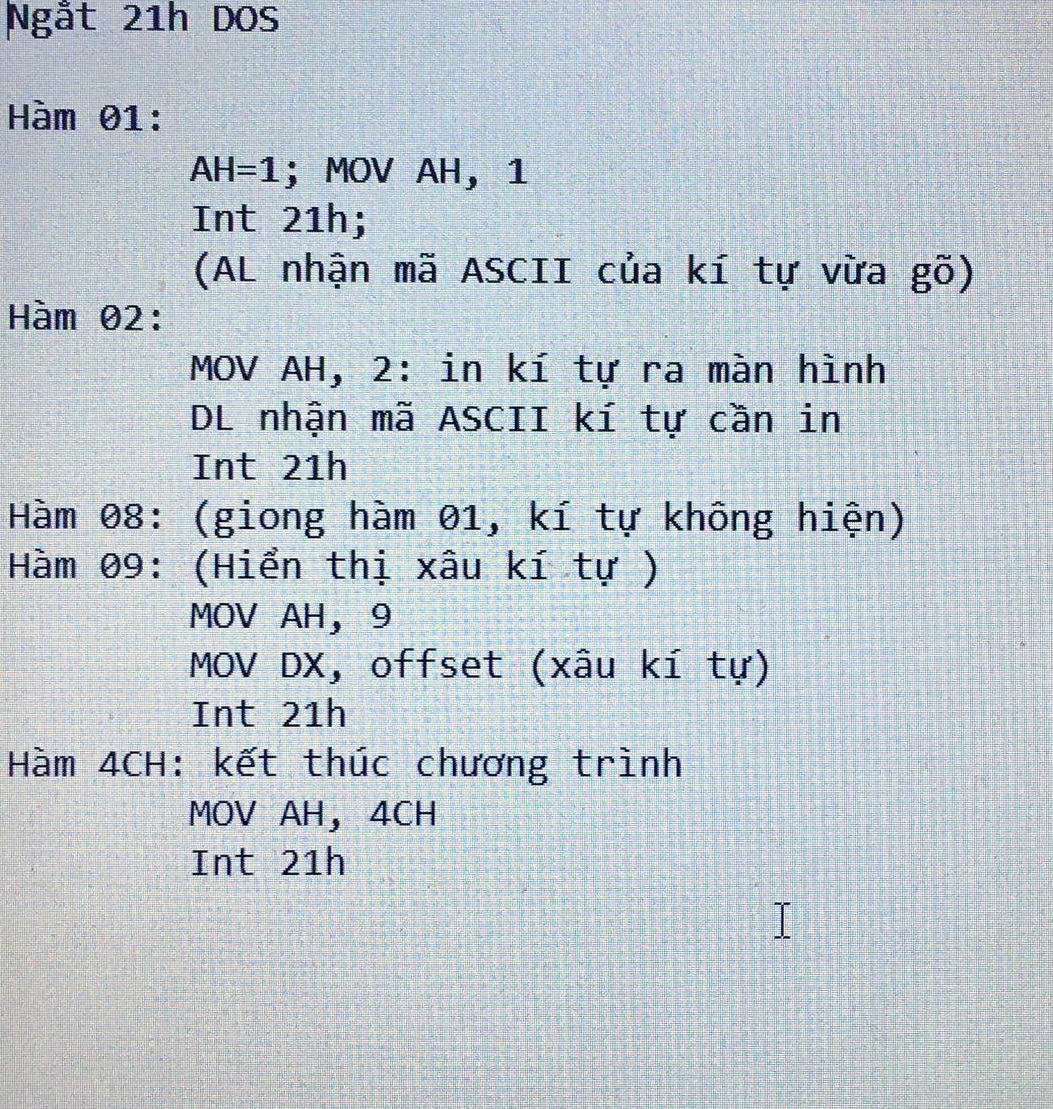 Ngắt 21h DOS
Hàm 01:
AH=1; MOV AH, 1
Int 21h;
(AL nhận mã ASCII của kí tự vừa gõ)
Hàm 02:
MOV AH, 2: in kí tự ra màn hình
DL nhận mã ASCII kí tự cần in
Int 21h
Hàm 08: (giong hàm 01, kí tự không hiện)
Hàm 09: (Hiển thị xâu kí tự )
MOV AH, 9
MOV DX, offset (xâu kí tự)
Int 21h
Hàm 4CH: kết thúc chương trình
MOV AH, 4CH
Int 21h